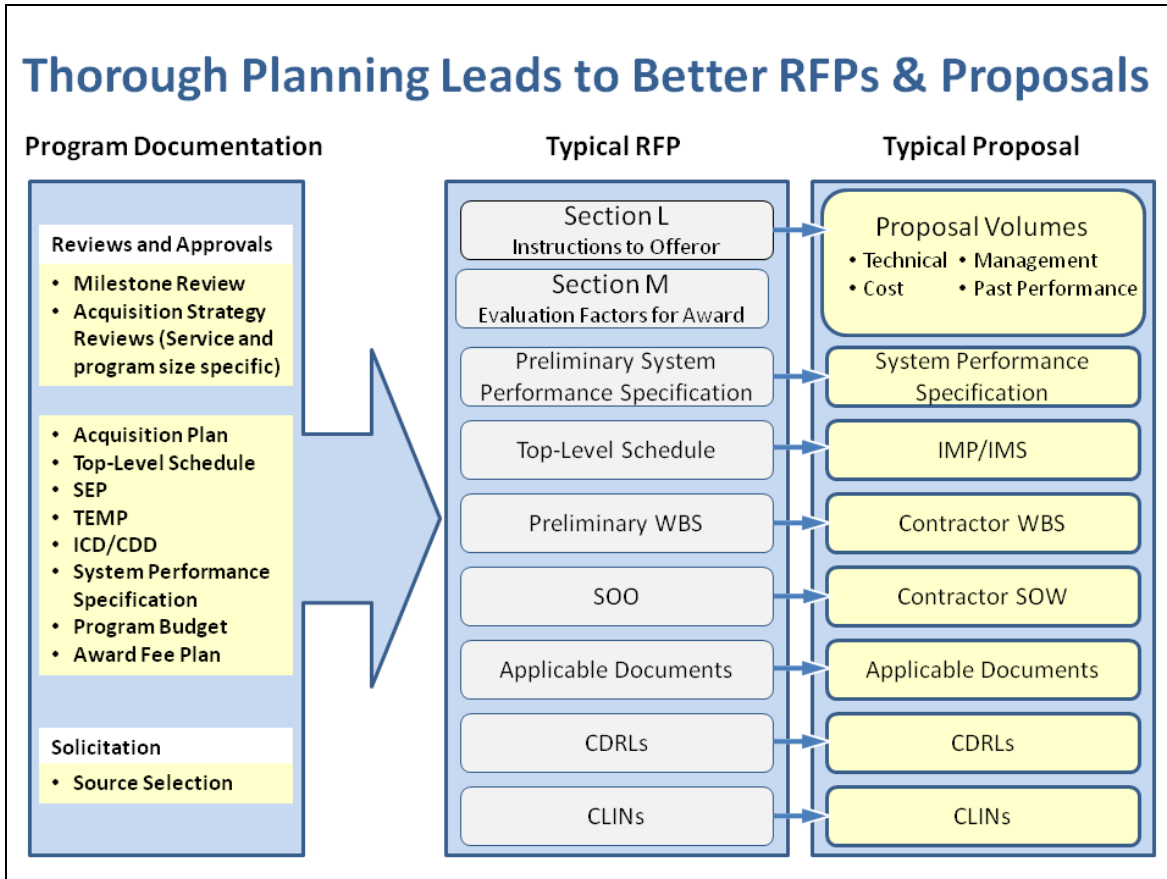 Thorough Planning Leads to Better RFPs & Proposals
Program Documentation
Reviews and Approvals
• Milestone Review
• Acquisition Strategy
Reviews (Service and
program size specific)
• Acquisition Plan
• Top-Level Schedule
• SEP
• TEMP
• ICD/CDD
• System Performance
Specification
• Program Budget
• Award Fee Plan
Solicitation
• Source Selection
Typical RFP
Section L
Instructions to Offeror
Section M
Evaluation Factors for Award
Preliminary System
Performance Specification
Top-Level Schedule
Preliminary WBS
SOO
Applicable Documents
CDRLs
CLINs
Typical Proposal
Proposal Volumes
• Technical • Management
• Cost • Past Performance
System Performance
Specification
IMP/IMS
Contractor WBS
Contractor SOW
Applicable Documents
CDRLs
CLINs